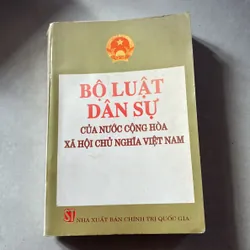 BỘ LUẬT
DÂN SỰ
CỦA NƯỚC CỘNG HÒA
XÃ HỘI CHỦ NGHĨA VIỆT NAM
NHÀ XUẤT BẢN CHÍNH TRỊ QUỐC GIA